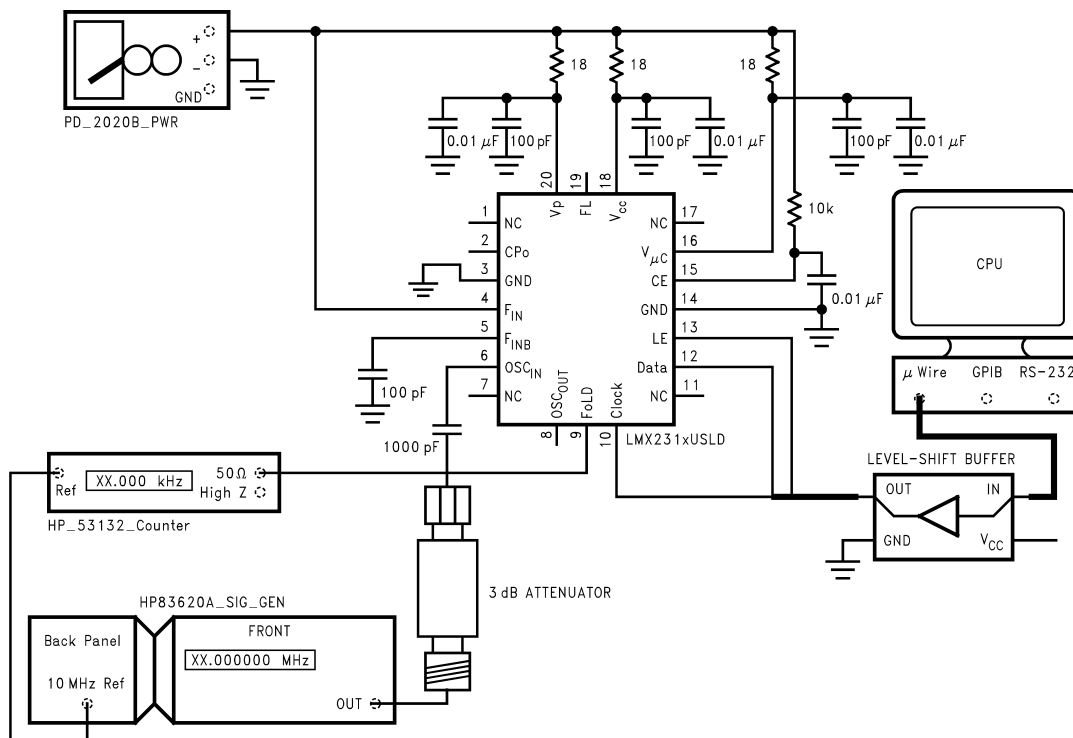 +
-
GND
PD_2020B_PWR
18
18
18
0.01 μF
100 pF
100 pF
0.01 μF
100 pF
0.01 μF
20
19
18
Vp
FL
Vcc
1
NC
2
CPo
3
GND
4
FIN
5
FINB
6
OSCIN
7
NC
NC
17
VμC
16
CE
15
GND
14
LE
13
Data
12
NC
11
OSCOUT
FoLD
Clock
8
9
10
LMX231xUSLD
10k
0.01 μF
100 pF
1000 pF
CPU
μ Wire
GPIB
RS-232
LEVEL-SHIFT BUFFER
OUT
IN
GND
VCC
Ref
XX.000 kHz
50Ω
High Z
HP_53132_Counter
3 dB ATTENUATOR
HP83620A_SIG_GEN
Back Panel
10 MHz Ref
FRONT
XX.000000 MHz
OUT